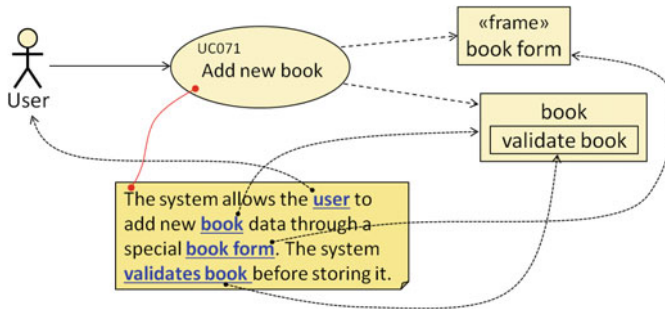 UC071
Add new book
User
«frame»
book form
book
validate book
The system allows the user to
add new book data through a
special book form. The system
validates book before storing it.